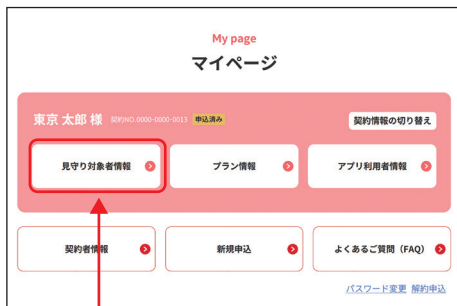 My page
マイページ
東京 太郎 様 契約NO.0000-0000-0013 申込済み 契約情報の切り替え
見守り対象者情報 プラン情報 アプリ利用者情報
契約者情報 新規申込 よくあるご質問（FAQ）
パスワード変更 解約申込